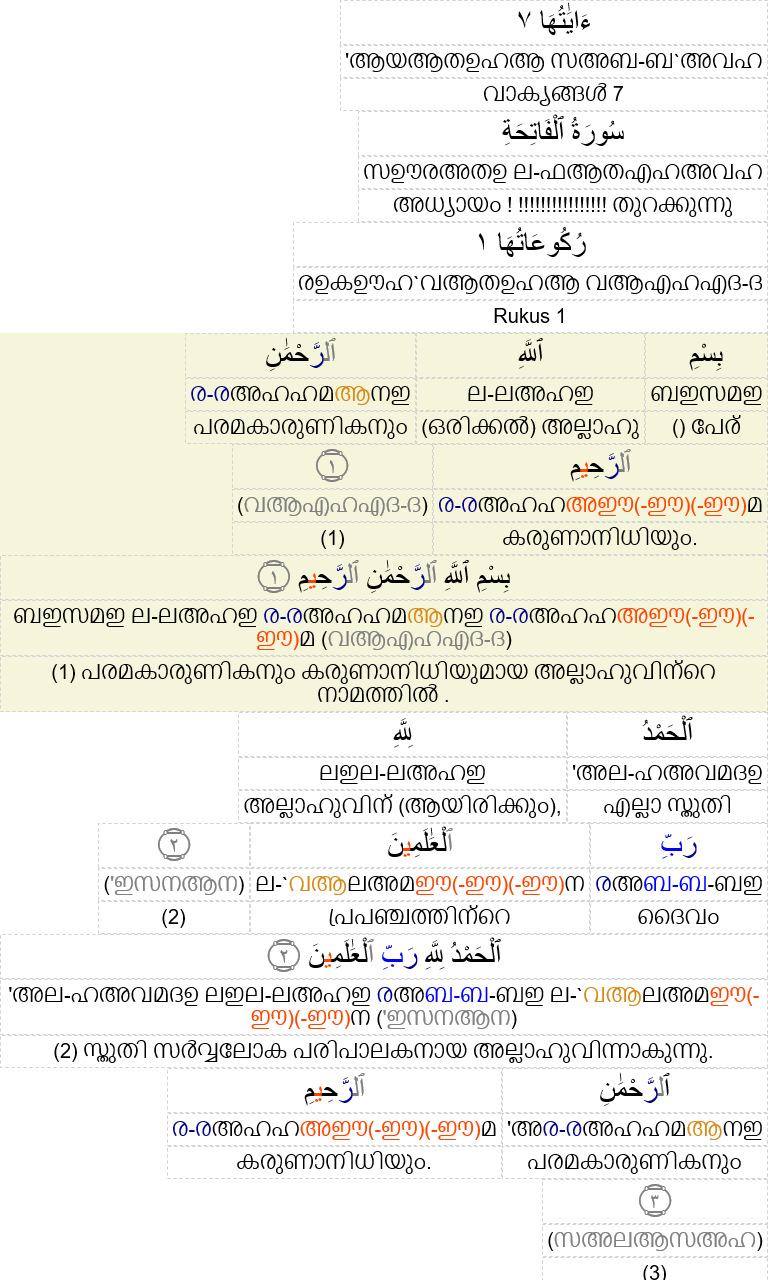 ءَايَٰتُهَا ٧
'ആയആതഉഹആ സഅബ-ബ`അവഹ
വാക്യങ്ങൾ 7
سُورَةُ ٱلْفَاتِحَةِ
സഊറഅതഉ ല-ഫആതഎഹഅവഹ
അധ്യായം ! !!!!!!!!!!!!!!!! തുറക്കുന്നു
رُكُوعَاتُهَا ١
രഉകഊഹ`വആതഉഹആ വആഎഹഎദ-ദ
Rukus 1
بِسْمِ ٱللَّهِ ٱلرَّحْمَٰنِ
ബഇസമഇ ല-ലഅഹഇ ര-രഅഹഹമആനഇ
() പേര് (ഒരിക്കൽ) അല്ലാഹു പരമകാരുണികനും
ٱلرَّحِيمِ ١
ര-രഅഹഹഅഈ(-ഈ)(-ഈ)മ (വആഎഹഎദ-ദ)
കരുണാനിധിയും. (1)
بِسْمِ ٱللَّهِ ٱلرَّحْمَٰنِ ٱلرَّحِيمِ ١
ബഇസമഇ ല-ലഅഹഇ ര-രഅഹഹമആനഇ ര-രഅഹഹഅഈ(-ഈ)(-
ഈ)മ (വആഎഹഎദ-ദ)
(1) പരമകാരുണികനും കരുണാനിധിയുമായ അല്ലാഹുവിന്റെ
നാമത്തിൽ .
ٱلْحَمْدُ لِلَّهِ
'അല-ഹഅവമദഉ ലഇല-ലഅഹഇ
എല്ലാ സ്തുതി അല്ലാഹുവിന് (ആയിരിക്കും),
رَبِّ ٱلْعَٰلَمِينَ ٢
രഅബ-ബ-ബഇ ല-`വആലഅമഈ(-ഈ)(-ഈ)ന ('ഇസനആന)
ദൈവം പ്രപഞ്ചത്തിന്റെ (2)
ٱلْحَمْدُ لِلَّهِ رَبِّ ٱلْعَٰلَمِينَ ٢
'അല-ഹഅവമദഉ ലഇല-ലഅഹഇ രഅബ-ബ-ബഇ ല-`വആലഅമഈ(-
ഈ)(-ഈ)ന ('ഇസനആന)
(2) സ്തുതി സർവ്വലോക പരിപാലകനായ അല്ലാഹുവിന്നാകുന്നു.
ٱلرَّحْمَٰنِ ٱلرَّحِيمِ
'അര-രഅഹഹമആനഇ ര-രഅഹഹഅഈ(-ഈ)(-ഈ)മ
പരമകാരുണികനും കരുണാനിധിയും.
٣
(സഅലആസഅഹ)
(3)